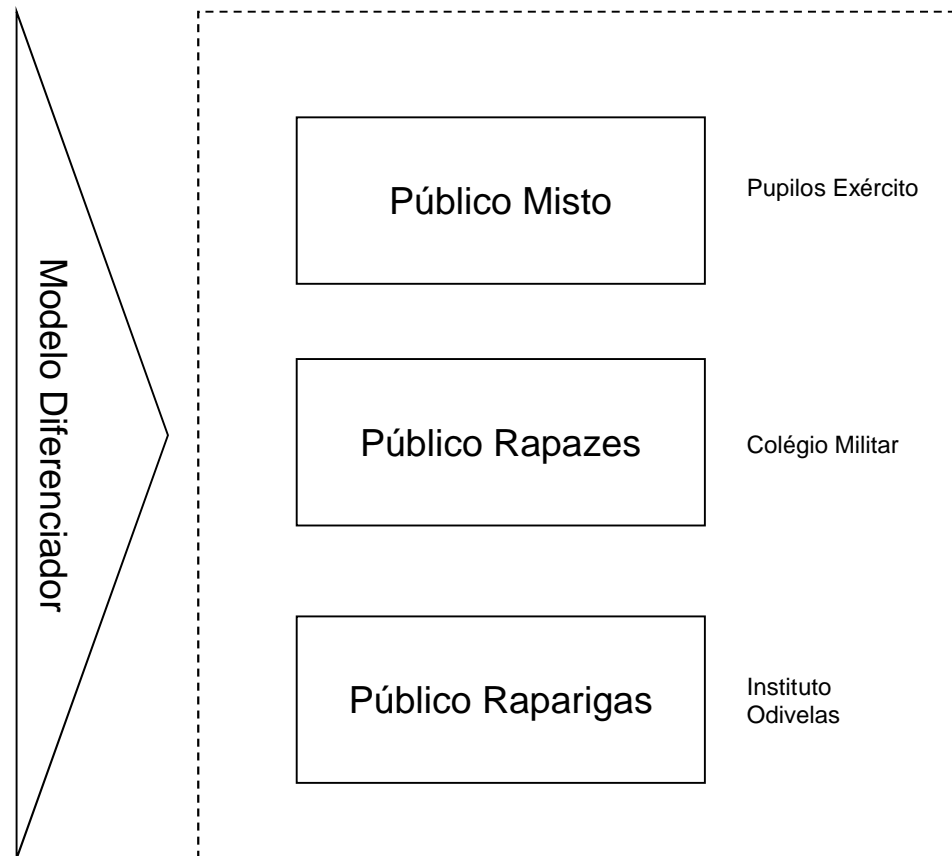 Modelo Diferenciador
Público Misto
Pupilos Exército
Público Rapazes
Colégio Militar
Público Raparigas
Instituto
Odivelas